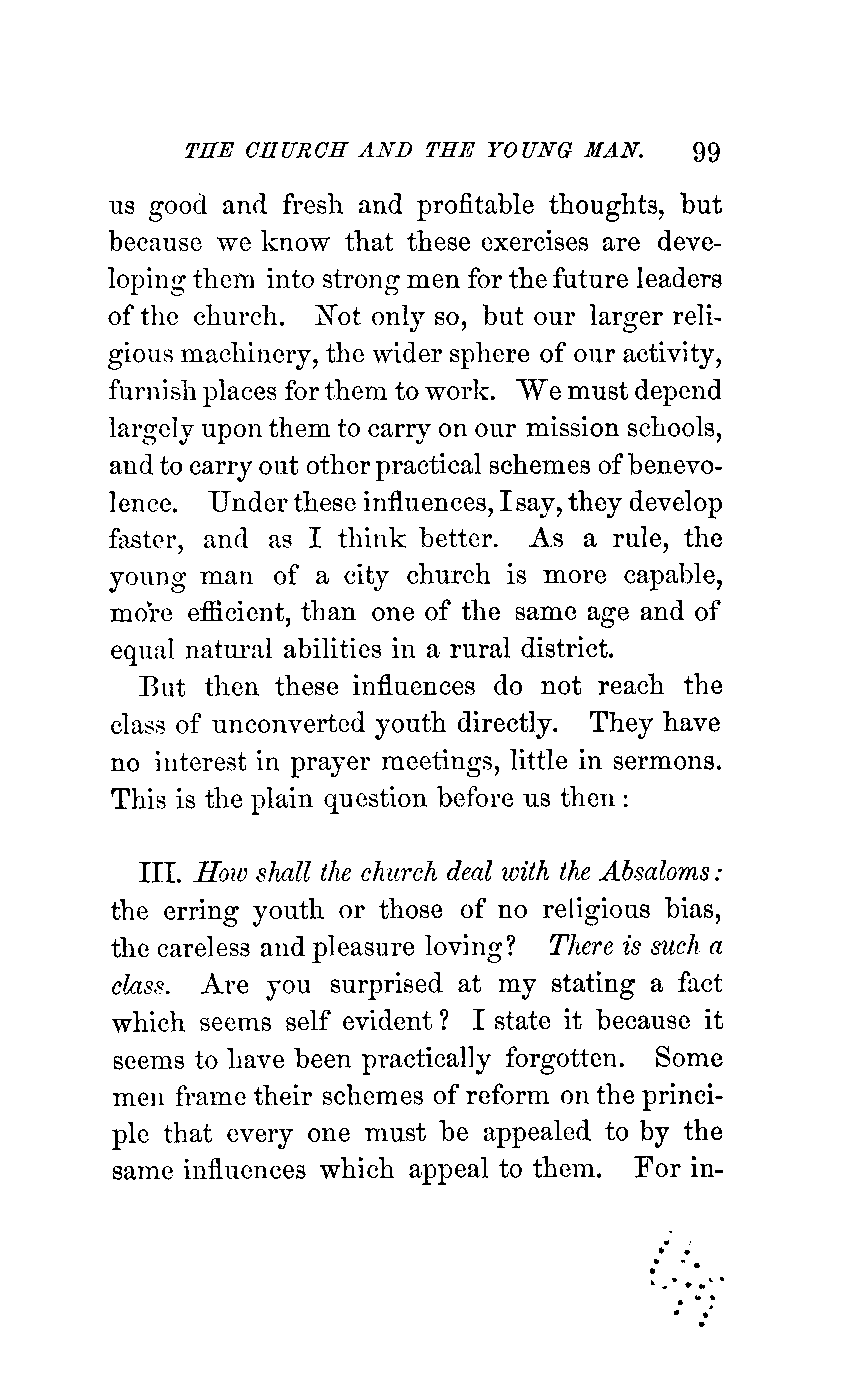 THE CHURCH AND THE YOUNG MAN. 99
us good and fresh and profitable thoughts, but
because we know that these exercises are deve-
loping them into strong men for the future leaders
of the church. Not only so, but our larger reli-
gious machinery, the wider sphere of our activity,
furnish places for them to work. We must depend
largely upon them to carry on our mission schools,
and to carry out other practical schemes of benevo-
lence. Under these influences, I say, they develop
faster, and as I think better. As a rule, the
young man of a city church is more capable,
more efficient, than one of the same age and of
equal natural abilities in a rural district.
But then these influences do not reach the
class of unconverted youth directly. They have
no interest in prayer meetings, little in sermons.
This is the plain question before us then :
III. How shall the church deal with the Absaloms :
the erring youth or those of no religious bias,
the careless and pleasure loving? There is such a
class. Are you surprised at my stating a fact
which seems self evident ? I state it because it
seems to have been practically forgotten. Some
men frame their schemes of reform on the princi-
ple that every one must be appealed to by the
same influences which appeal to them. For in-